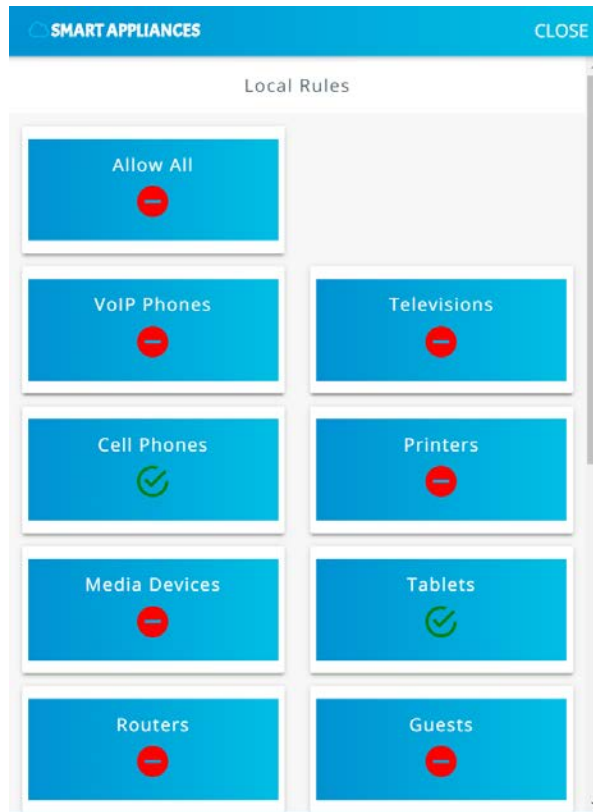 SMART APPLIANCES
CLOSE
Local Rules
Allow All
VoIP Phones
Televisions
Cell Phones
Printers
Media Devices
Tablets
Routers
Guests